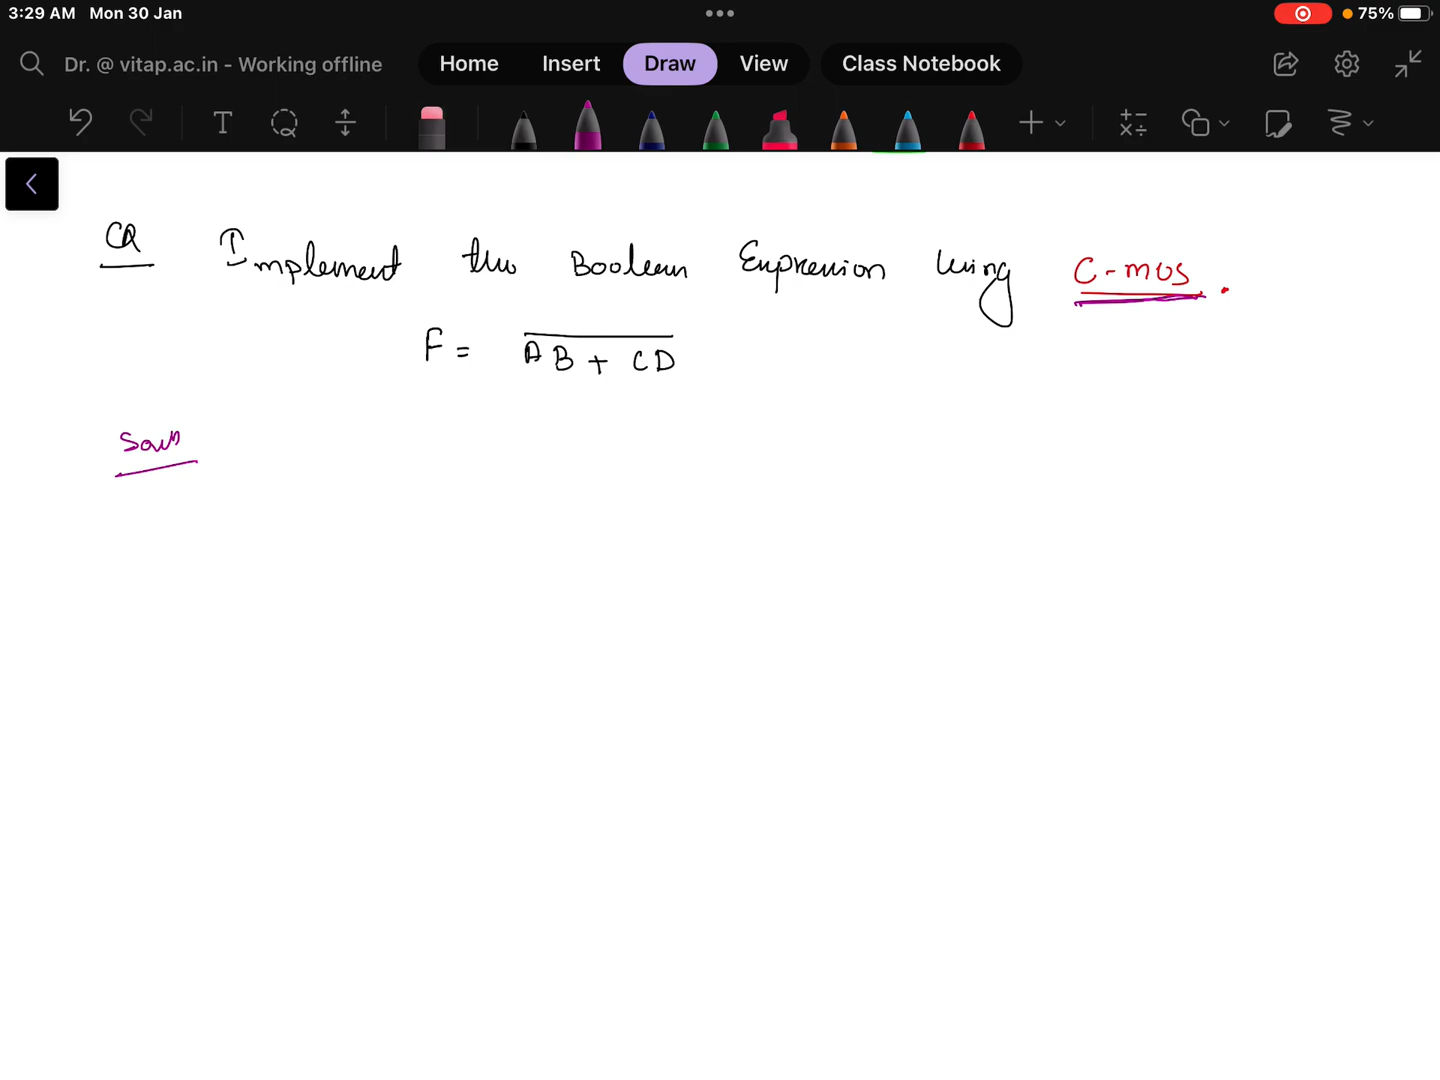 3:29 AM Mon 30 Jan 75%
Dr. @ vitap.ac.in - Working offline Home Insert Draw View Class Notebook
T
Implement the Boolean Expression using C-MOS.
F = \overline{AB + CD}